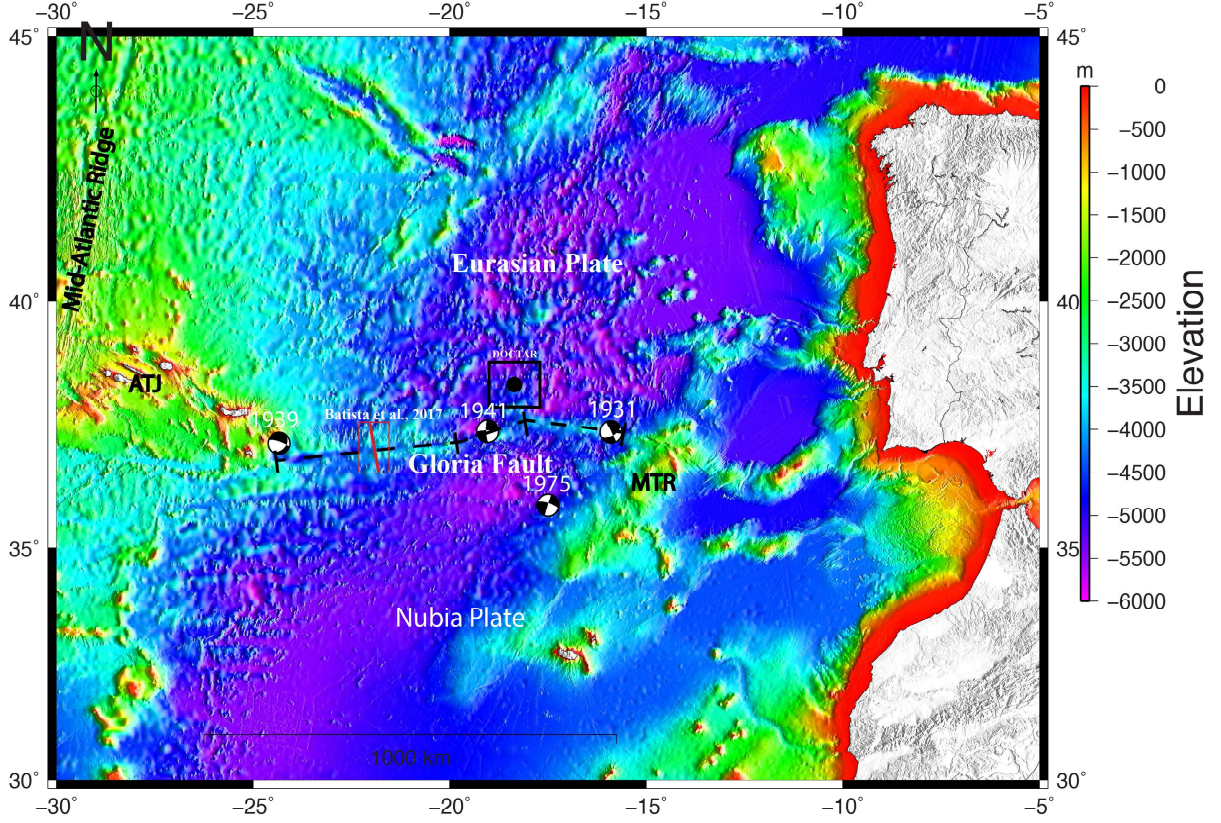 −30° −25° −20° −15° −10° −5°
45° 45°
N
m
0
−500
−1000
−1500
−2000
−2500
−3000
−3500
−4000
−4500
−5000
−5500
−6000
Elevation
Mid-Atlantic Ridge
Eurasian Plate
40° 40°
DOCTAR
ATJ
1939
Batista et al., 2017
1941
1931
Gloria Fault
1975
MTR
35° 35°
Nubia Plate
1000 km
30° 30°
−30° −25° −20° −15° −10° −5°